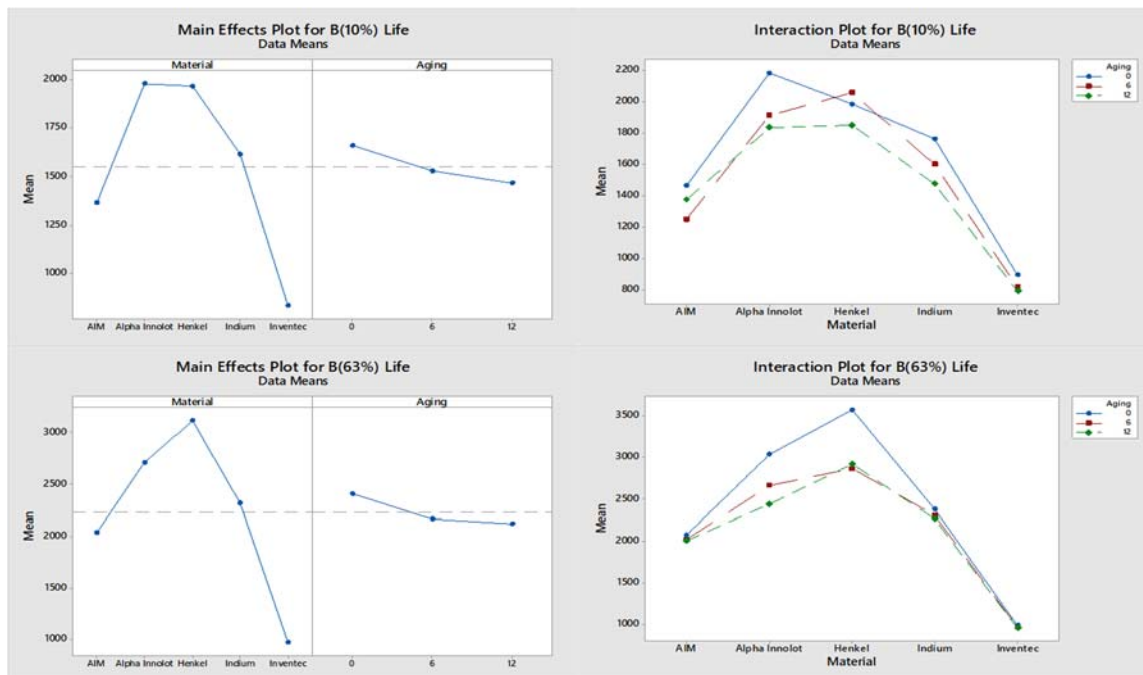 Main Effects Plot for B(10%) Life
Data Means
Material Aging
Mean
2000
1750
1500
1250
1000
AIM Alpha Innolot Henkel Indium Inventec 0 6 12
Interaction Plot for B(10%) Life
Data Means
Mean
2200
2000
1800
1600
1400
1200
1000
800
AIM Alpha Innolot Henkel Indium Inventec
Material
Aging
0
6
12
Main Effects Plot for B(63%) Life
Data Means
Material Aging
Mean
3000
2500
2000
1500
1000
AIM Alpha Innolot Henkel Indium Inventec 0 6 12
Interaction Plot for B(63%) Life
Data Means
Mean
3500
3000
2500
2000
1500
1000
AIM Alpha Innolot Henkel Indium Inventec
Material
Aging
0
6
12